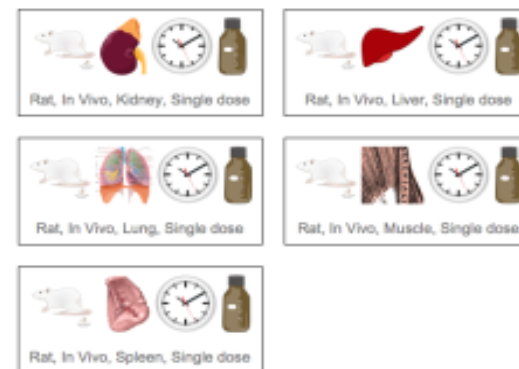 Rat, In Vivo, Kidney, Single dose
Rat, In Vivo, Liver, Single dose
Rat, In Vivo, Lung, Single dose
Rat, In Vivo, Muscle, Single dose
Rat, In Vivo, Spleen, Single dose